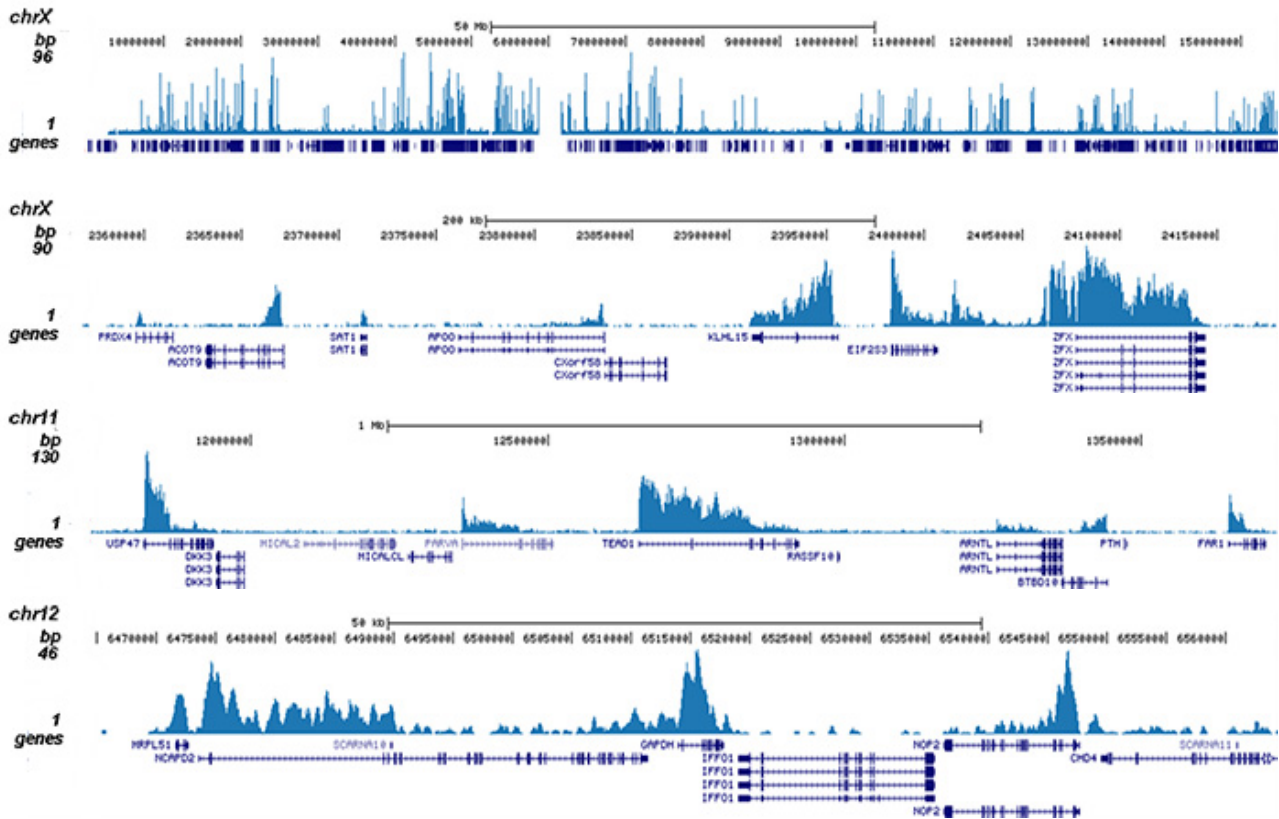 chrX
50 Mb
bp 10000000 20000000 30000000 40000000 50000000 60000000 70000000 80000000 90000000 100000000 110000000 120000000 130000000 140000000 150000000
96
1
genes
chrX
200 kb
bp 23600000 23650000 23700000 23750000 23800000 23850000 23900000 23950000 24000000 24050000 24100000 24150000
90
1
genes
PRDX4 SAT1 APOO KLHL15 ZFX
ACOT9 SAT1 APOO EIF2S3 ZFX
ACOT9 CXorf58 ZFX
CXorf58 ZFX
ZFX
chr11
1 Mb
bp 12000000 12500000 13000000 13500000
130
1
genes
USP47 MICAL2 PARVA TEAD1 ARNTL PTH FAR1
DKK3 MICALCL RASSF10 ARNTL
DKK3 ARNTL
DKK3 BTBD10
chr12
50 kb
bp 6470000 6475000 6480000 6485000 6490000 6495000 6500000 6505000 6510000 6515000 6520000 6525000 6530000 6535000 6540000 6545000 6550000 6555000 6560000
46
1
genes
MRPL51 SCARNA10 GAPDH NOP2 SCARNA11
NCAPD2 IFFO1 CHD4
IFFO1
IFFO1
IFFO1
NOP2